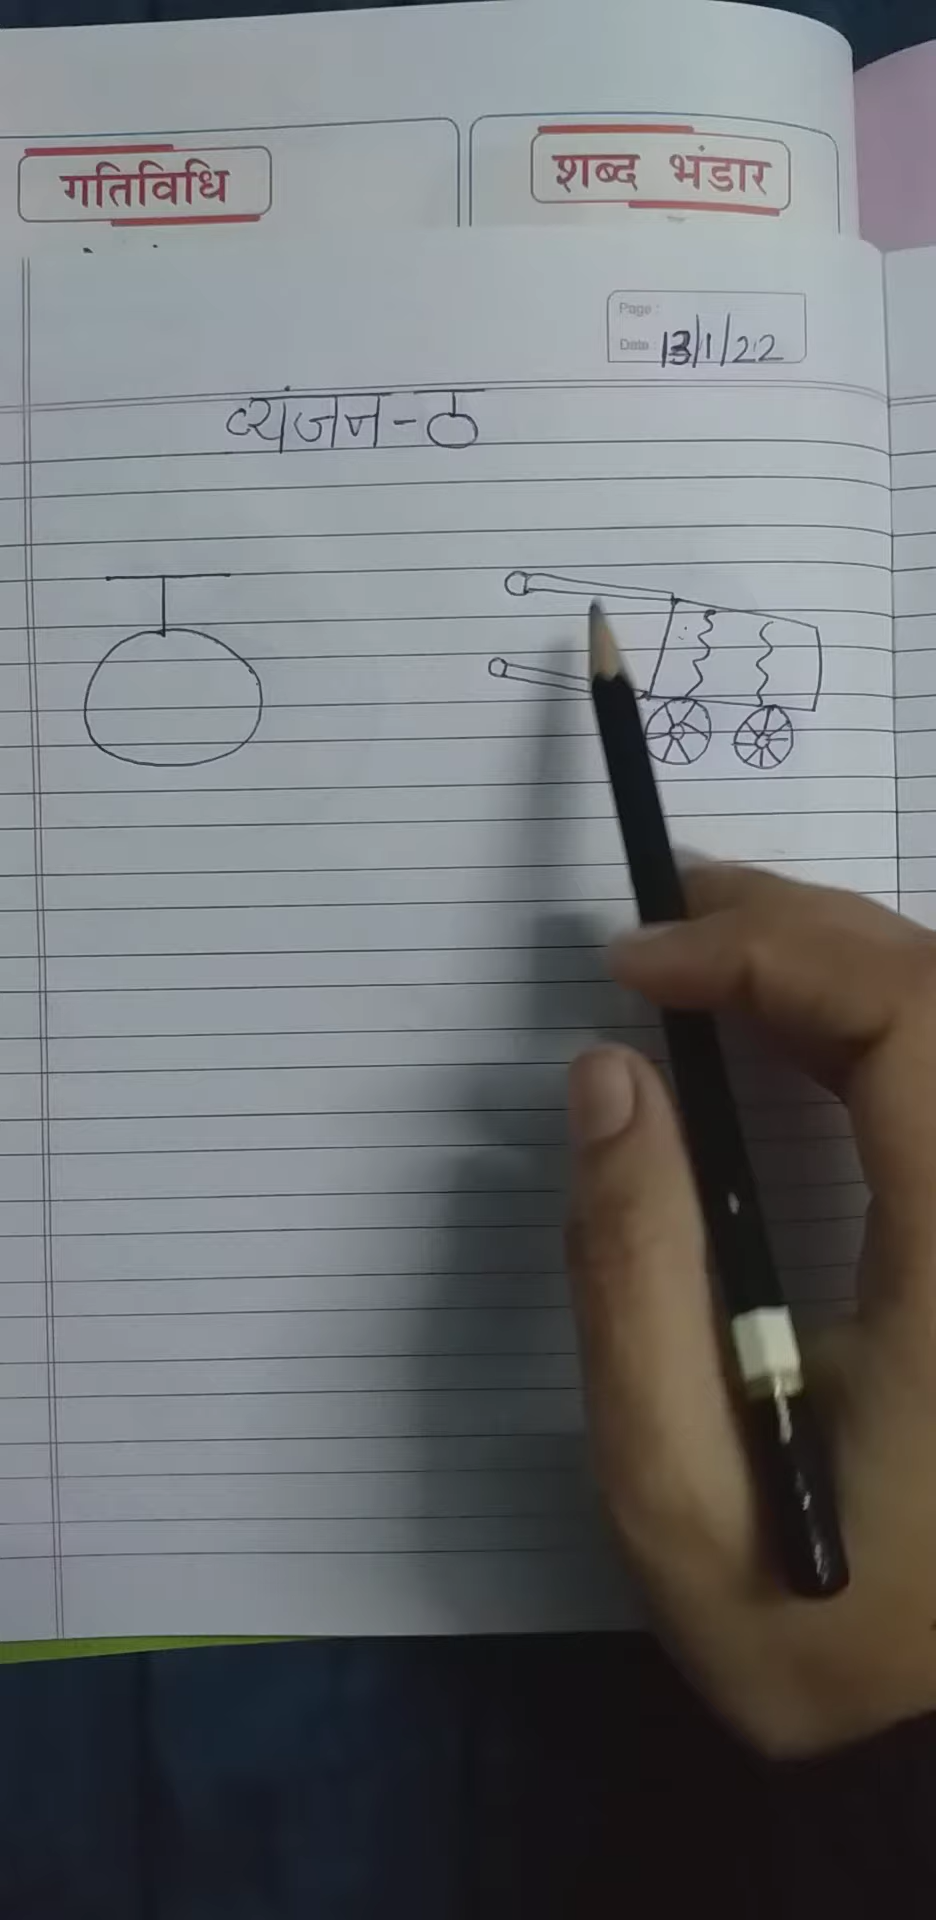 गतिविधि
शब्द भंडार
Page :
Date : 13/1/22
व्यंजन-ठ
ठ